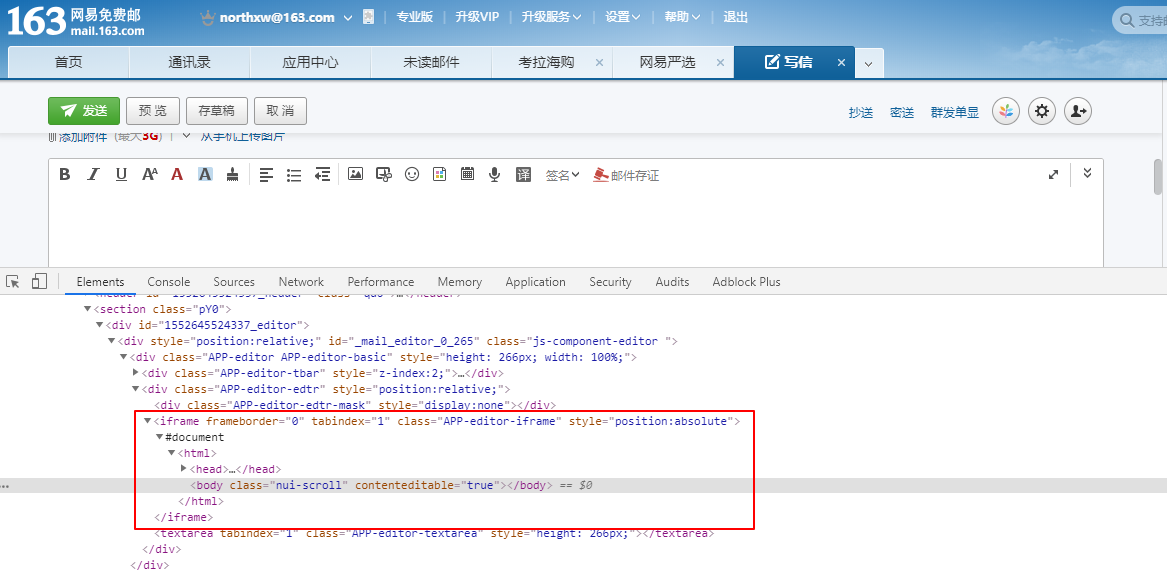 163 网易免费邮 mail.163.com northxw@163.com 专业版 升级VIP 升级服务 设置 帮助 退出 支持邮
首页 通讯录 应用中心 未读邮件 考拉海购 × 网易严选 × 写信 ×
发送 预 览 存草稿 取 消 抄送 密送 群发单显
添加附件 (最大3G) 从手机上传图片
B I U AA A A 译 签名 邮件存证
Elements Console Sources Network Performance Memory Application Security Audits Adblock Plus
<section class="pY0">
<div id="1552645524337_editor">
<div style="position:relative;" id="_mail_editor_0_265" class="js-component-editor ">
<div class="APP-editor APP-editor-basic" style="height: 266px; width: 100%;">
<div class="APP-editor-tbar" style="z-index:2;">…</div>
<div class="APP-editor-edtr" style="position:relative;">
<div class="APP-editor-edtr-mask" style="display:none"></div>
<iframe frameborder="0" tabindex="1" class="APP-editor-iframe" style="position:absolute">
#document
<html>
<head>…</head>
<body class="nui-scroll" contenteditable="true"></body> == $0
</html>
</iframe>
<textarea tabindex="1" class="APP-editor-textarea" style="height: 266px;"></textarea>
</div>
</div>